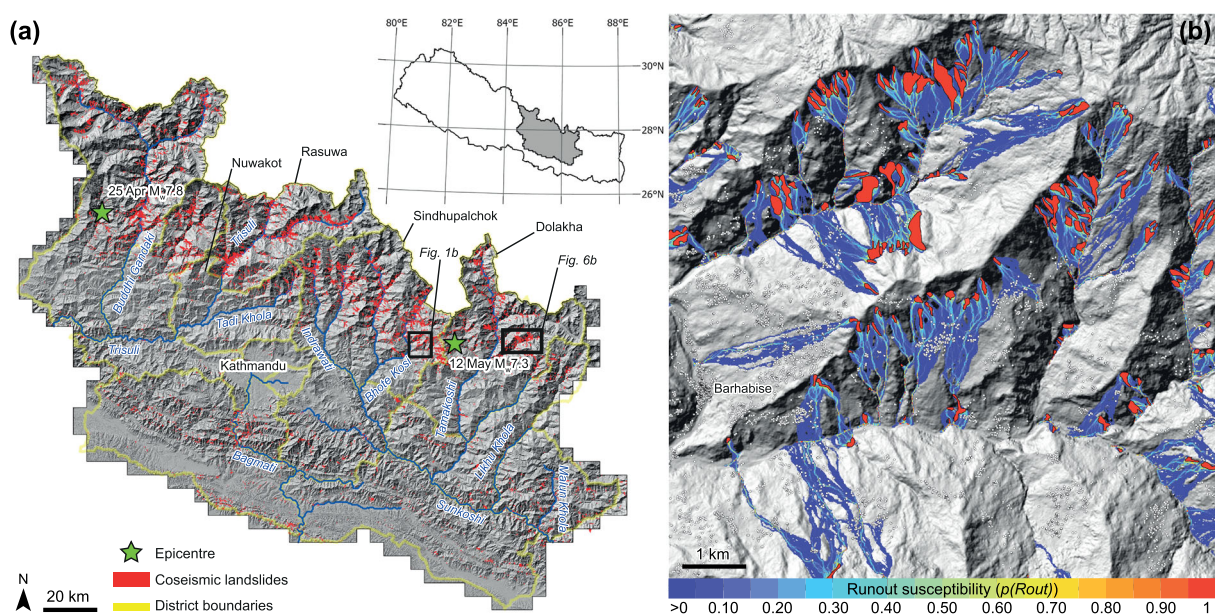 (a)
80°E 82°E 84°E 86°E 88°E
30°N
28°N
26°N
Nuwakot
Rasuwa
25 Apr Mw7.8
Trisuli
Sindhupalchok
Dolakha
Fig. 1b
Fig. 6b
Buddhi Gandaki
Tadi Khola
Trisuli
Indrawati
Kathmandu
Bhote Kosi
12 May Mw7.3
Tamakoshi
Likhu Khola
Bagmati
Sunkoshi
Epicentre
Coseismic landslides
District boundaries
N
20 km
(b)
Barhabise
1 km
Runout susceptibility (p(Rout))
>0 0.10 0.20 0.30 0.40 0.50 0.60 0.70 0.80 0.90 1